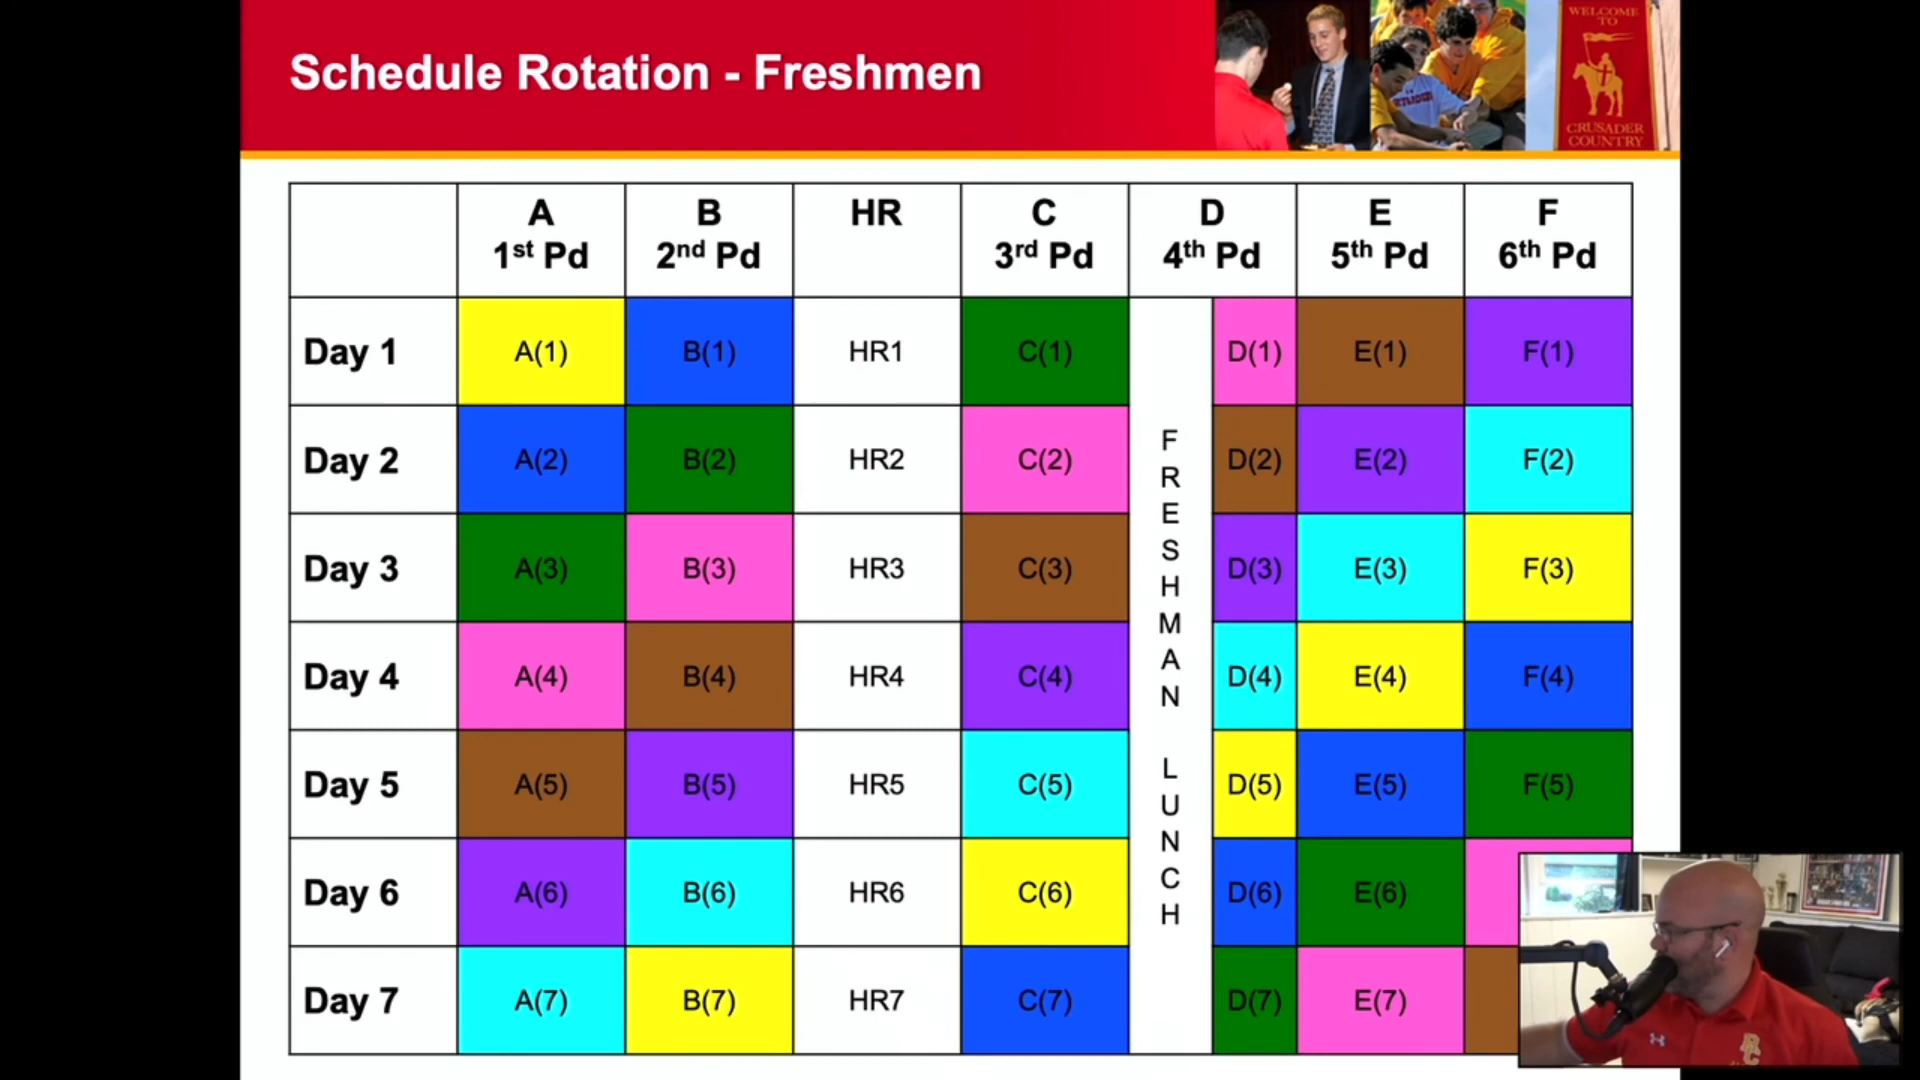 Schedule Rotation - Freshmen
WELCOME
TO
CRUSADER
COUNTRY
A B HR C D E F
1st Pd 2nd Pd 3rd Pd 4th Pd 5th Pd 6th Pd
Day 1 A(1) B(1) HR1 C(1) D(1) E(1) F(1)
Day 2 A(2) B(2) HR2 C(2) D(2) E(2) F(2)
Day 3 A(3) B(3) HR3 C(3) D(3) E(3) F(3)
Day 4 A(4) B(4) HR4 C(4) D(4) E(4) F(4)
Day 5 A(5) B(5) HR5 C(5) D(5) E(5) F(5)
Day 6 A(6) B(6) HR6 C(6) D(6) E(6)
Day 7 A(7) B(7) HR7 C(7) D(7) E(7)
FRESHMAN LUNCH
RC